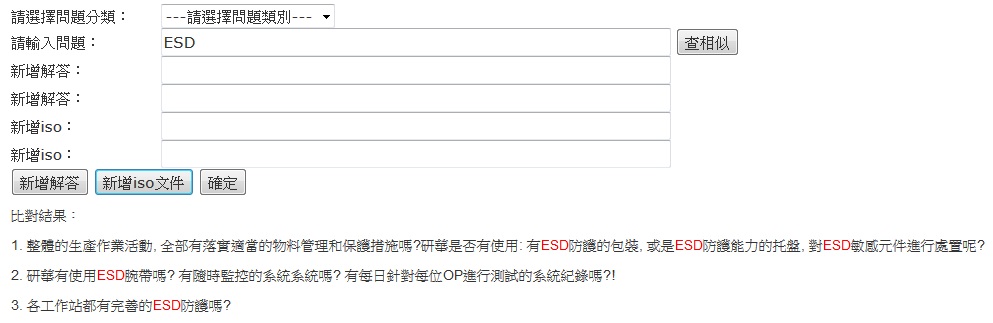 請選擇問題分類： ---請選擇問題類別---
請輸入問題： ESD 查相似
新增解答：
新增解答：
新增iso：
新增iso：
新增解答 新增iso文件 確定
比對結果：
1. 整體的生產作業活動, 全部有落實適當的物料管理和保護措施嗎?研華是否有使用: 有ESD防護的包裝, 或是ESD防護能力的托盤, 對ESD敏感元件進行處置呢?
2. 研華有使用ESD腕帶嗎? 有隨時監控的系統系統嗎? 有每日針對每位OP進行測試的系統紀錄嗎?!
3. 各工作站都有完善的ESD防護嗎?